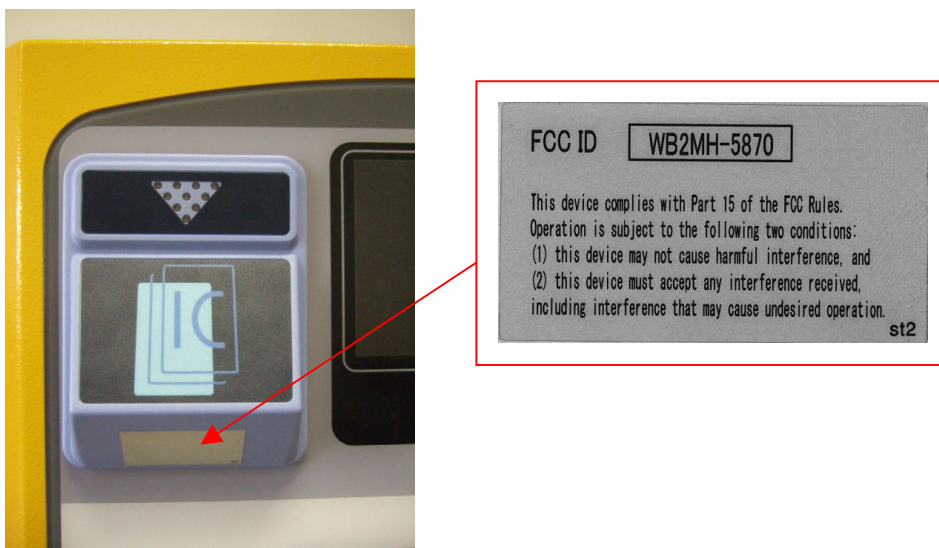 IC
FCC ID WB2MH-5870
This device complies with Part 15 of the FCC Rules.
Operation is subject to the following two conditions:
(1) this device may not cause harmful interference, and
(2) this device must accept any interference received,
including interference that may cause undesired operation.
st2